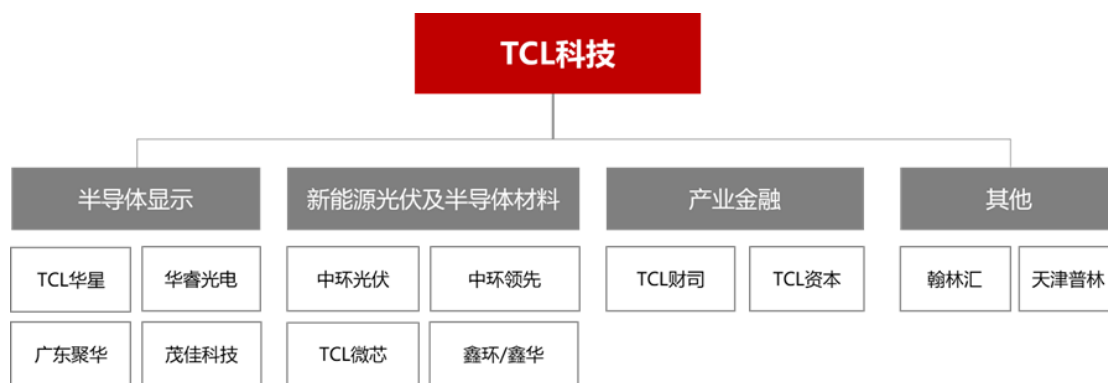 TCL科技
半导体显示
新能源光伏及半导体材料
产业金融
其他
TCL华星
华睿光电
中环光伏
中环领先
TCL财司
TCL资本
翰林汇
天津普林
广东聚华
茂佳科技
TCL微芯
鑫环/鑫华